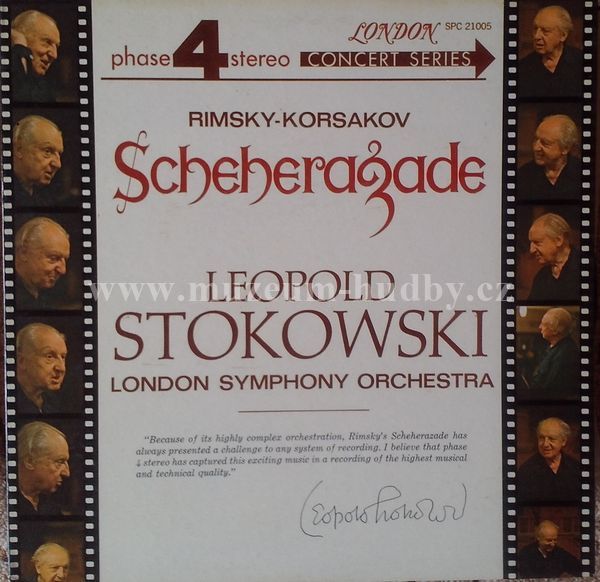 LONDON SPC 21005
phase 4 stereo CONCERT SERIES
RIMSKY-KORSAKOV
Scheherazade
LEOPOLD
www.muzeum-hudby.cz
STOKOWSKI
LONDON SYMPHONY ORCHESTRA
"Because of its highly complex orchestration, Rimsky's Scheherazade has
always presented a challenge to any system of recording. I believe that phase
4 stereo has captured this exciting music in a recording of the highest musical
and technical quality."
Leopold Stokowski